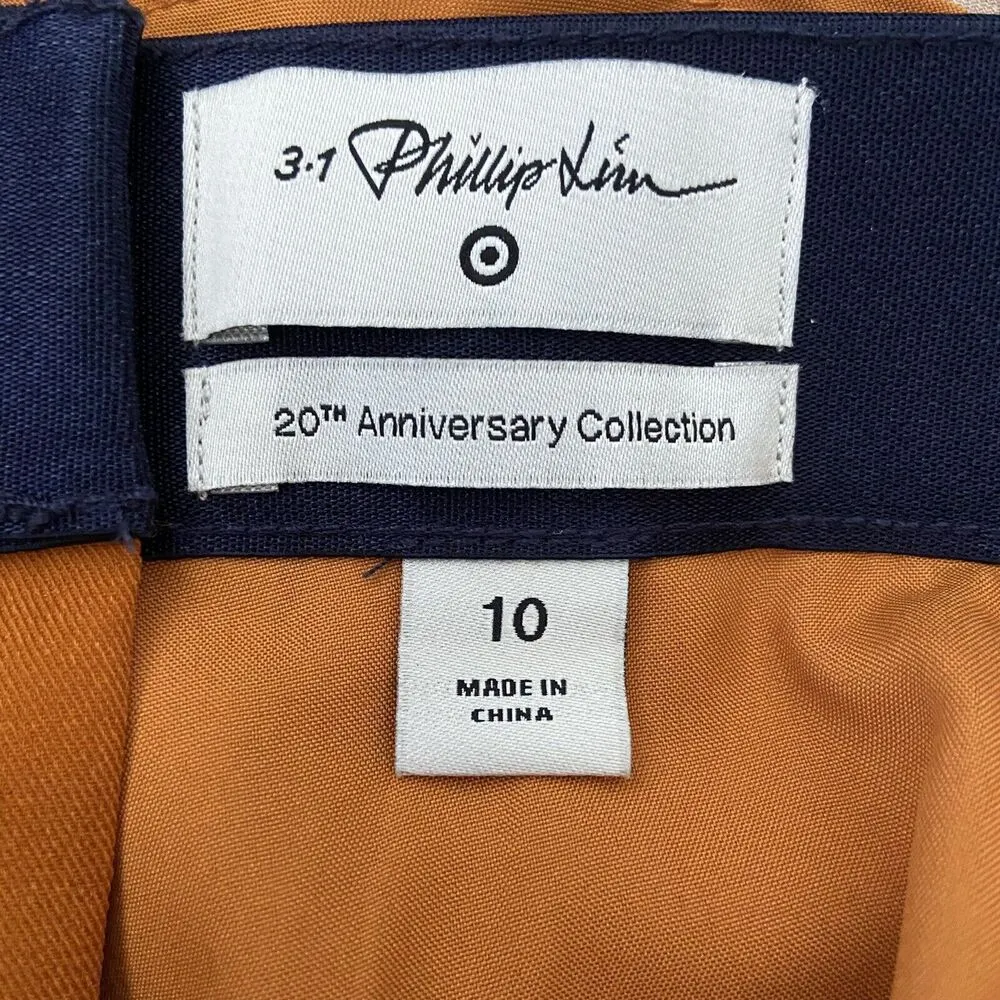 3.1 Phillip Lim
20TH Anniversary Collection
10
MADE IN
CHINA